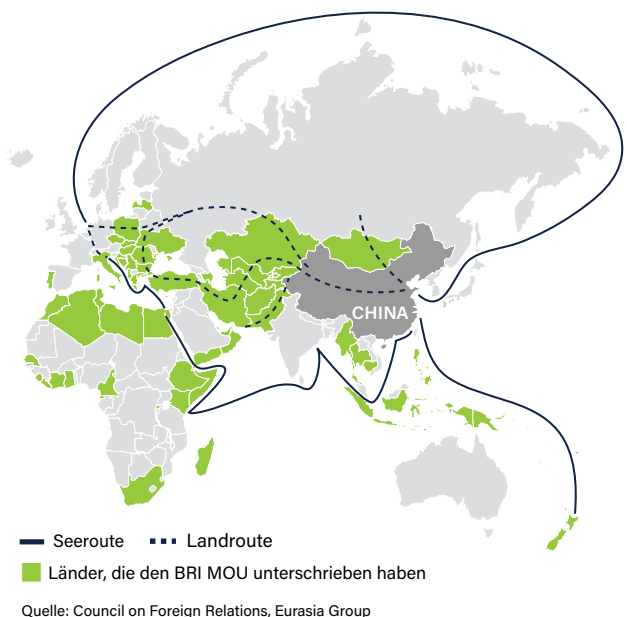 CHINA
Seeroute
Landroute
Länder, die den BRI MOU unterschrieben haben
Quelle: Council on Foreign Relations, Eurasia Group